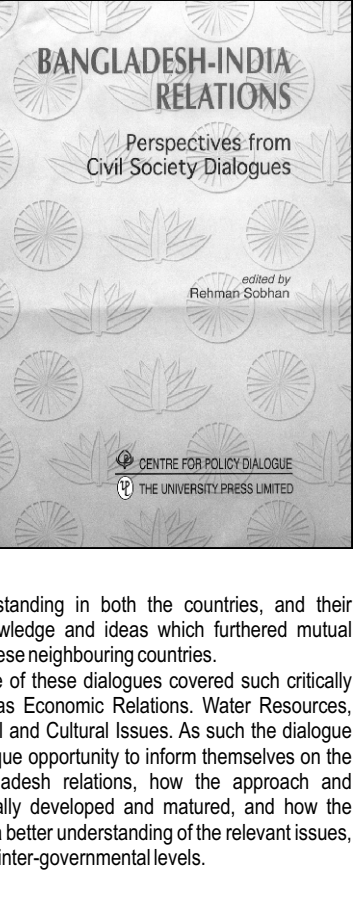 BANGLADESH-INDIA
RELATIONS
Perspectives from
Civil Society Dialogues
edited by
Rehman Sobhan
CENTRE FOR POLICY DIALOGUE
THE UNIVERSITY PRESS LIMITED
standing in both the countries, and their
wledge and ideas which furthered mutual
ese neighbouring countries.
e of these dialogues covered such critically
as Economic Relations. Water Resources,
l and Cultural Issues. As such the dialogue
que opportunity to inform themselves on the
ladesh relations, how the approach and
ally developed and matured, and how the
a better understanding of the relevant issues,
inter-governmental levels.